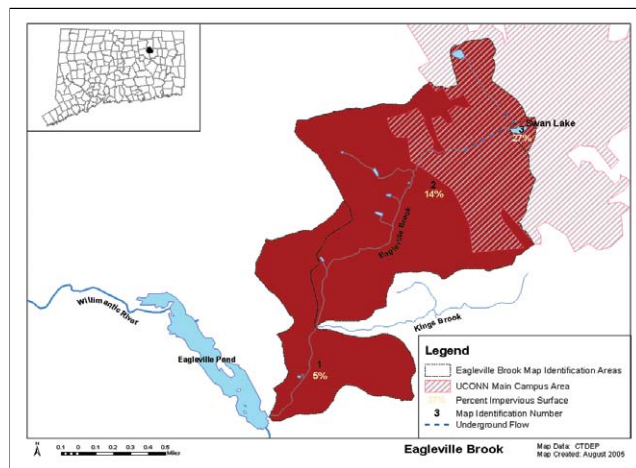 Swan Lake
27%
2
14%
Eagleville Brook
Willimantic River
Kings Brook
Eagleville Pond
1
5%
Legend
Eagleville Brook Map Identification Areas
UCONN Main Campus Area
27% Percent Impervious Surface
3 Map Identification Number
Underground Flow
N
0.1 0 0.1 0.2 0.3 0.4 0.5
Miles
Eagleville Brook
Map Data: CTDEP
Map Created: August 2005